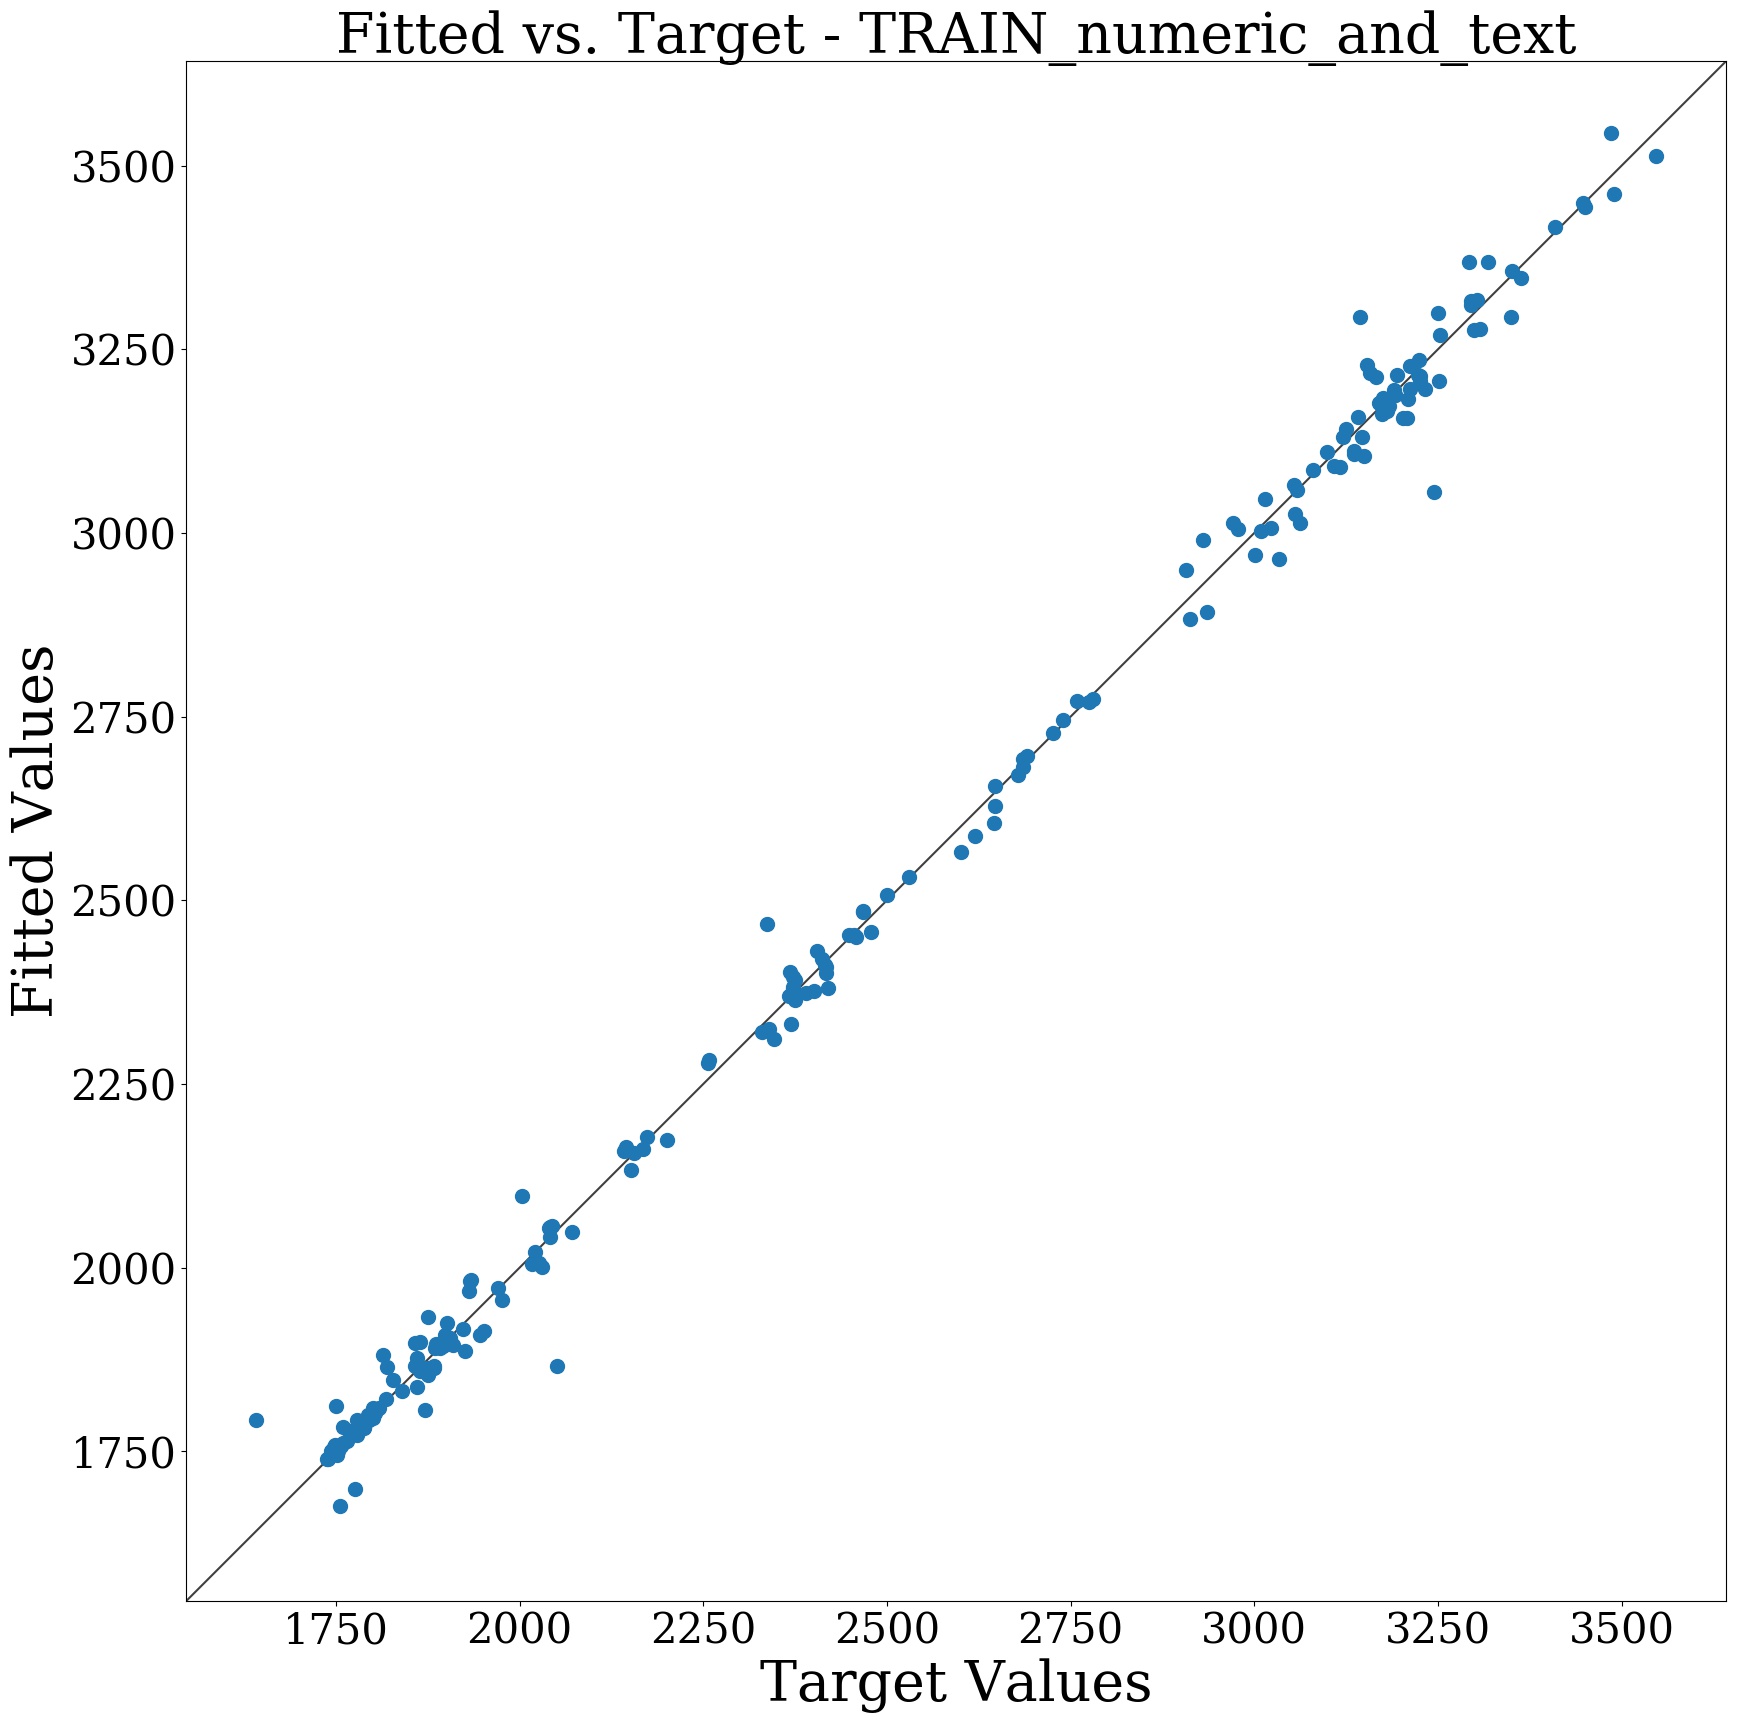 Fitted vs. Target - TRAIN_numeric_and_text
3500
3250
3000
2750
2500
2250
2000
1750
Fitted Values
1750 2000 2250 2500 2750 3000 3250 3500
Target Values